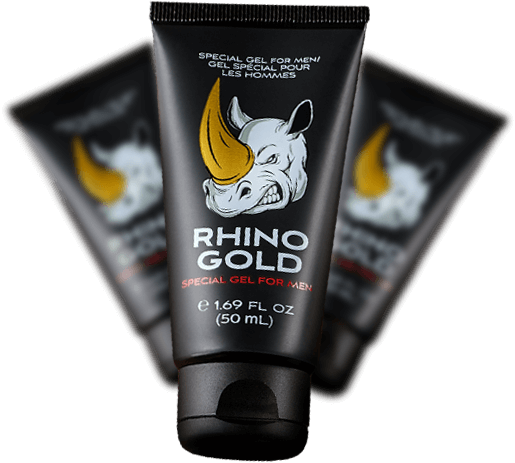 SPECIAL GEL FOR MEN/
GEL SPÉCIAL POUR
LES HOMMES
RHINO
GOLD
SPECIAL GEL FOR MEN
℮ 1.69 FL OZ
(50 mL)
GOLD